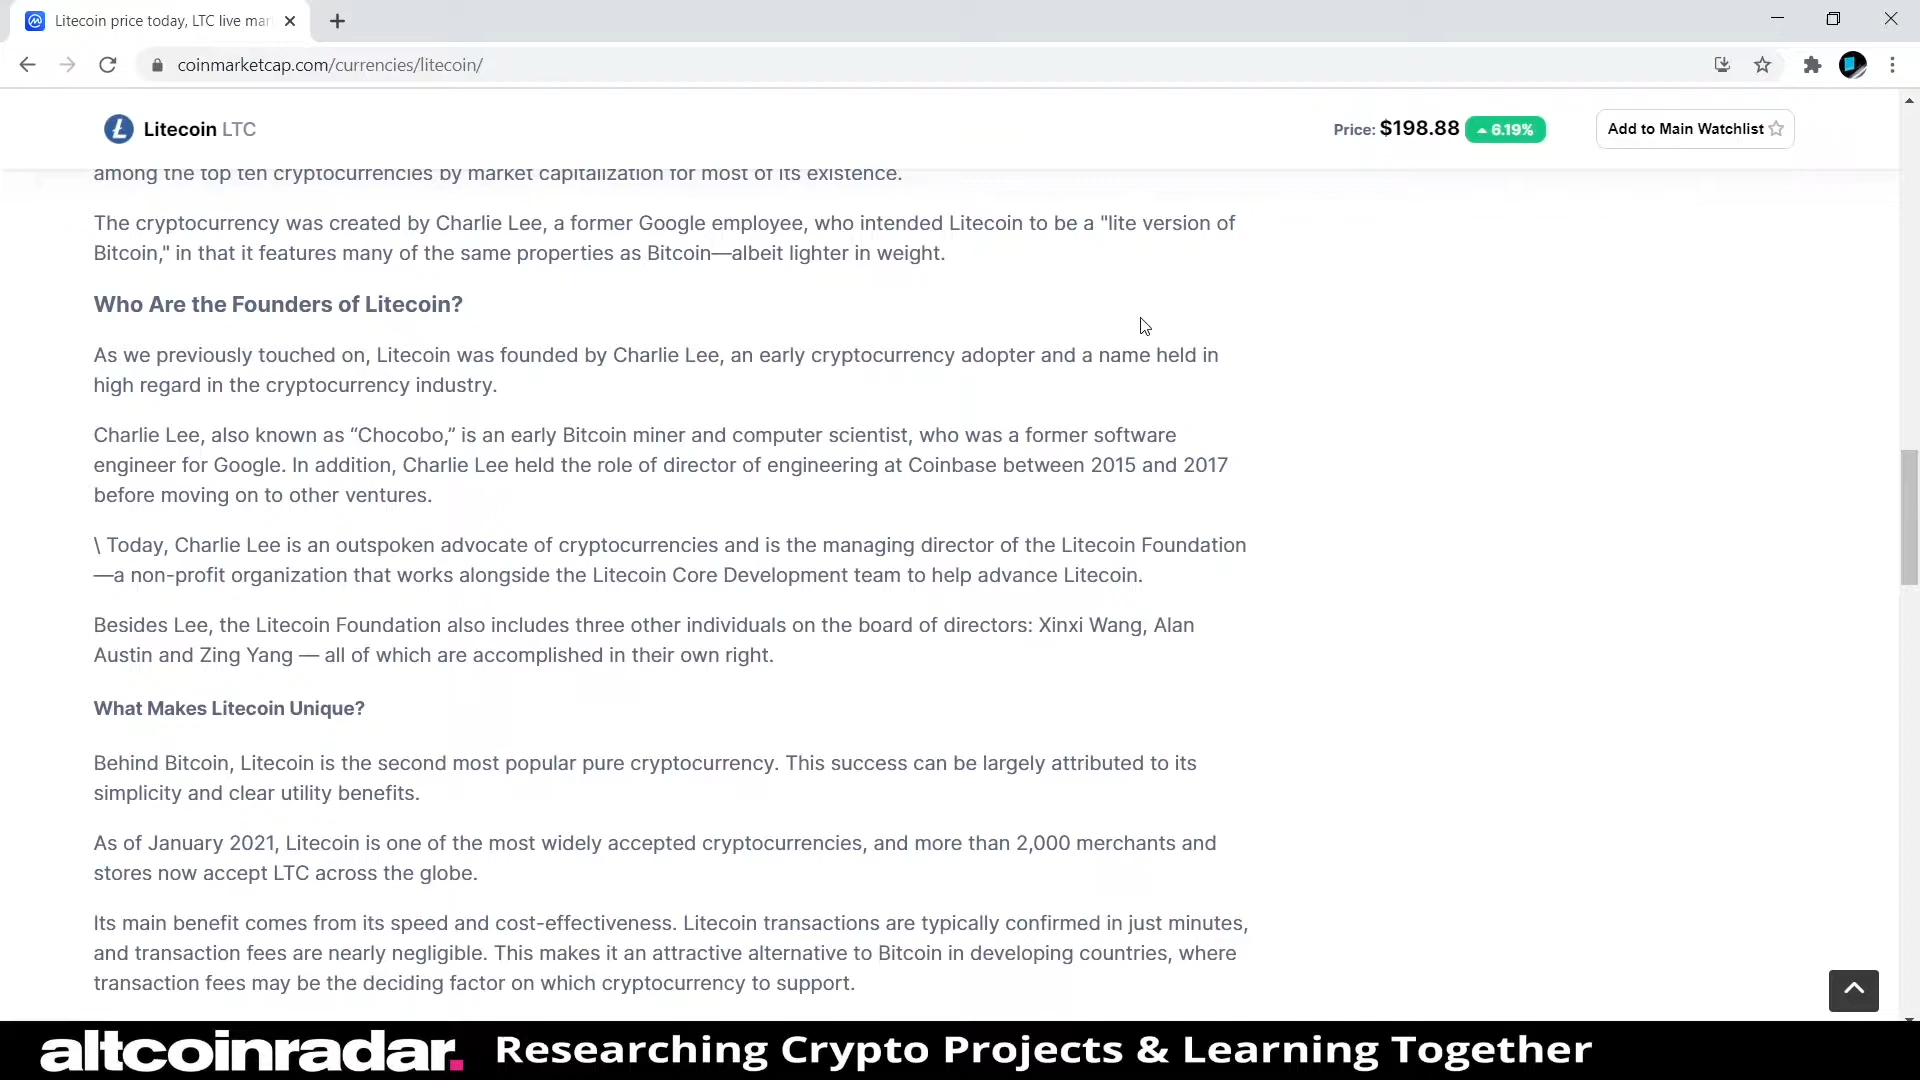 Litecoin price today, LTC live mar
coinmarketcap.com/currencies/litecoin/
Litecoin LTC
Price: $198.88 6.19%
Add to Main Watchlist
among the top ten cryptocurrencies by market capitalization for most of its existence.
The cryptocurrency was created by Charlie Lee, a former Google employee, who intended Litecoin to be a "lite version of
Bitcoin," in that it features many of the same properties as Bitcoin—albeit lighter in weight.
Who Are the Founders of Litecoin?
As we previously touched on, Litecoin was founded by Charlie Lee, an early cryptocurrency adopter and a name held in
high regard in the cryptocurrency industry.
Charlie Lee, also known as “Chocobo,” is an early Bitcoin miner and computer scientist, who was a former software
engineer for Google. In addition, Charlie Lee held the role of director of engineering at Coinbase between 2015 and 2017
before moving on to other ventures.
\ Today, Charlie Lee is an outspoken advocate of cryptocurrencies and is the managing director of the Litecoin Foundation
—a non-profit organization that works alongside the Litecoin Core Development team to help advance Litecoin.
Besides Lee, the Litecoin Foundation also includes three other individuals on the board of directors: Xinxi Wang, Alan
Austin and Zing Yang — all of which are accomplished in their own right.
What Makes Litecoin Unique?
Behind Bitcoin, Litecoin is the second most popular pure cryptocurrency. This success can be largely attributed to its
simplicity and clear utility benefits.
As of January 2021, Litecoin is one of the most widely accepted cryptocurrencies, and more than 2,000 merchants and
stores now accept LTC across the globe.
Its main benefit comes from its speed and cost-effectiveness. Litecoin transactions are typically confirmed in just minutes,
and transaction fees are nearly negligible. This makes it an attractive alternative to Bitcoin in developing countries, where
transaction fees may be the deciding factor on which cryptocurrency to support.
altcoinradar. Researching Crypto Projects & Learning Together